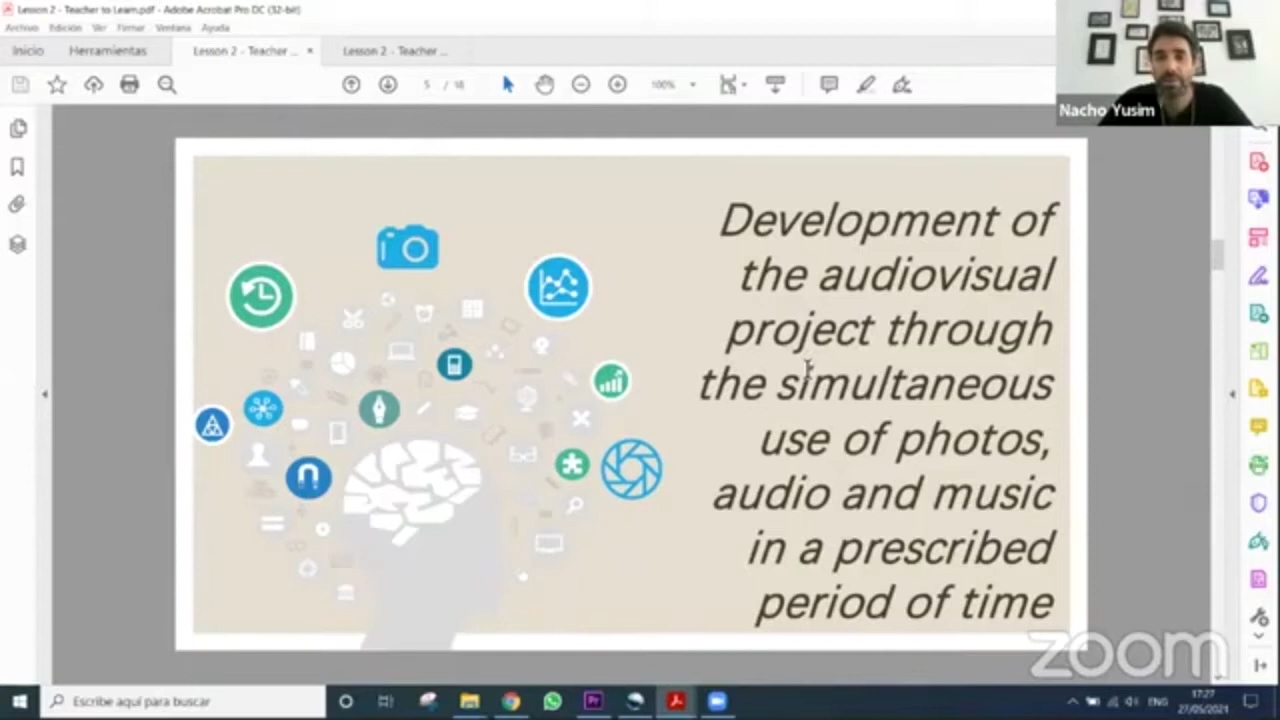 Lesson 2 - Teacher to Learn.pdf - Adobe Acrobat Pro DC (32-bit)
Archivo Edición Ver Firmar Ventana Ayuda
Inicio Herramientas Lesson 2 - Teacher ... × Lesson 2 - Teacher ...
5 / 18 100%
Nacho Yusim
Development of
the audiovisual
project through
the simultaneous
use of photos,
audio and music
in a prescribed
period of time
zoom
Escribe aquí para buscar
Pr
ENG
17:27
27/05/2021